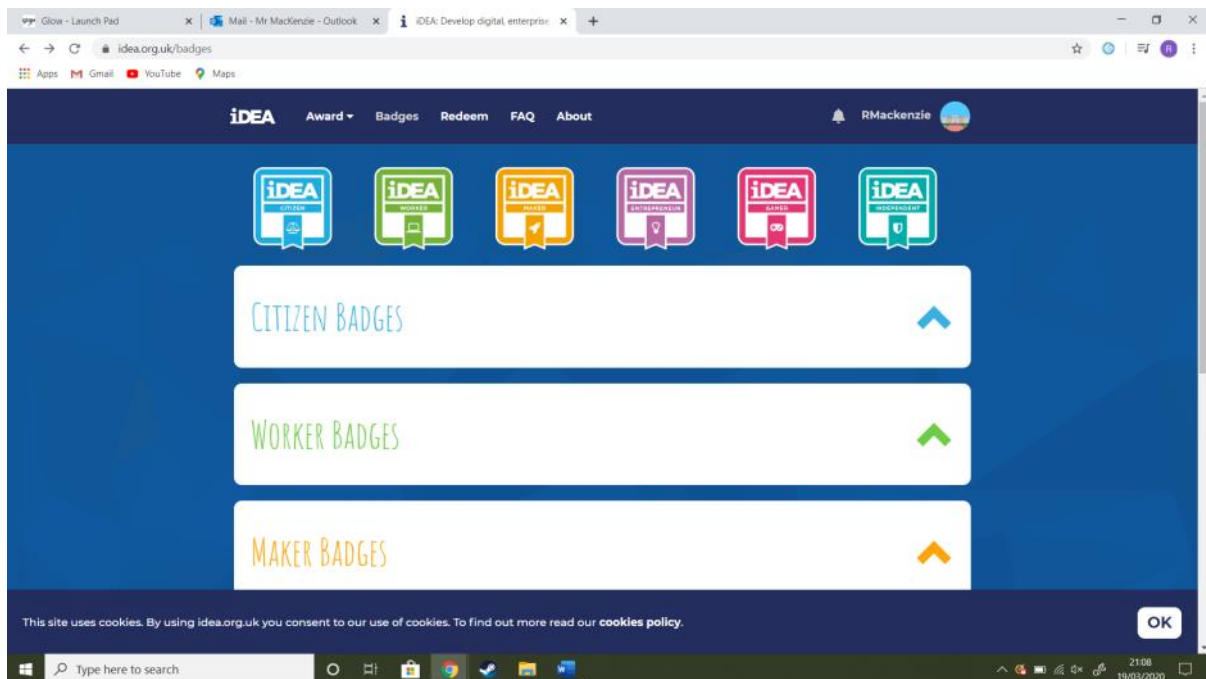 Glow - Launch Pad
Mail - Mr MacKenzie - Outlook
iDEA: Develop digital, enterprise
idea.org.uk/badges
R
Apps Gmail YouTube Maps
iDEA Award Badges Redeem FAQ About RMackenzie
iDEA iDEA iDEA iDEA iDEA iDEA
CITIZEN WORKER MAKER ENTREPRENEUR GAMER INDEPENDENT
CITIZEN BADGES
WORKER BADGES
MAKER BADGES
This site uses cookies. By using idea.org.uk you consent to our use of cookies. To find out more read our cookies policy.
OK
Type here to search
21:08
19/03/2020